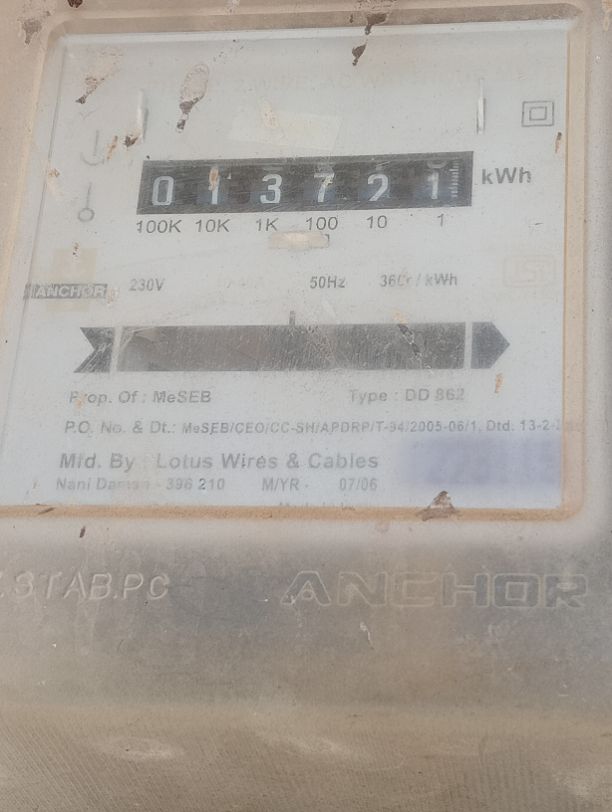 0 1 3 7 2 1 kWh
100K 10K 1K 100 10 1
ANCHOR 230V 50Hz 360r / kWh
Prop. Of : MeSEB Type : DD 862
P.O. No. & Dt.: MeSEB/CEO/CC-SH/APDRP/T-94/2005-06/1, Dtd. 13-2-
Mfd. By : Lotus Wires & Cables
Nani Daman - 396 210 M/YR - 07/06
STAB.PC ANCHOR